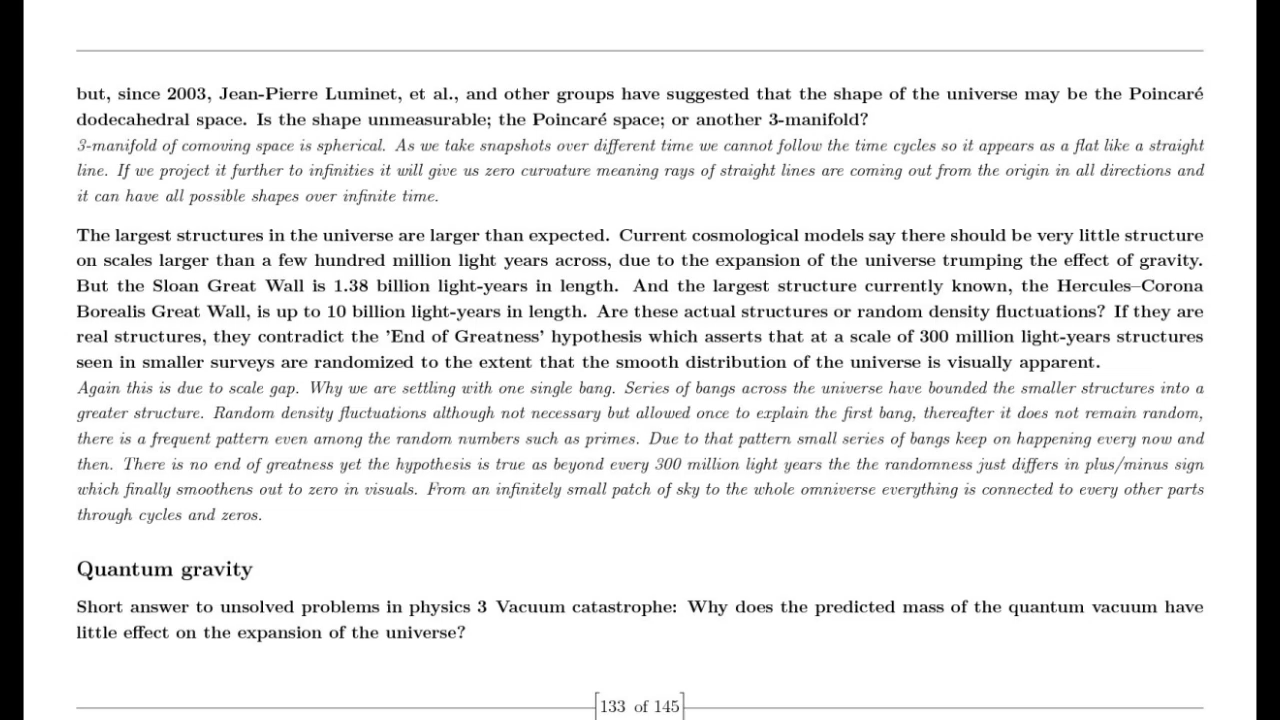 but, since 2003, Jean-Pierre Luminet, et al., and other groups have suggested that the shape of the universe may be the Poincaré
dodecahedral space. Is the shape unmeasurable; the Poincaré space; or another 3-manifold?
3-manifold of comoving space is spherical. As we take snapshots over different time we cannot follow the time cycles so it appears as a flat like a straight
line. If we project it further to infinities it will give us zero curvature meaning rays of straight lines are coming out from the origin in all directions and
it can have all possible shapes over infinite time.
The largest structures in the universe are larger than expected. Current cosmological models say there should be very little structure
on scales larger than a few hundred million light years across, due to the expansion of the universe trumping the effect of gravity.
But the Sloan Great Wall is 1.38 billion light-years in length. And the largest structure currently known, the Hercules–Corona
Borealis Great Wall, is up to 10 billion light-years in length. Are these actual structures or random density fluctuations? If they are
real structures, they contradict the 'End of Greatness' hypothesis which asserts that at a scale of 300 million light-years structures
seen in smaller surveys are randomized to the extent that the smooth distribution of the universe is visually apparent.
Again this is due to scale gap. Why we are settling with one single bang. Series of bangs across the universe have bounded the smaller structures into a
greater structure. Random density fluctuations although not necessary but allowed once to explain the first bang, thereafter it does not remain random,
there is a frequent pattern even among the random numbers such as primes. Due to that pattern small series of bangs keep on happening every now and
then. There is no end of greatness yet the hypothesis is true as beyond every 300 million light years the the randomness just differs in plus/minus sign
which finally smoothens out to zero in visuals. From an infinitely small patch of sky to the whole omniverse everything is connected to every other parts
through cycles and zeros.
Quantum gravity
Short answer to unsolved problems in physics 3 Vacuum catastrophe: Why does the predicted mass of the quantum vacuum have
little effect on the expansion of the universe?
133 of 145